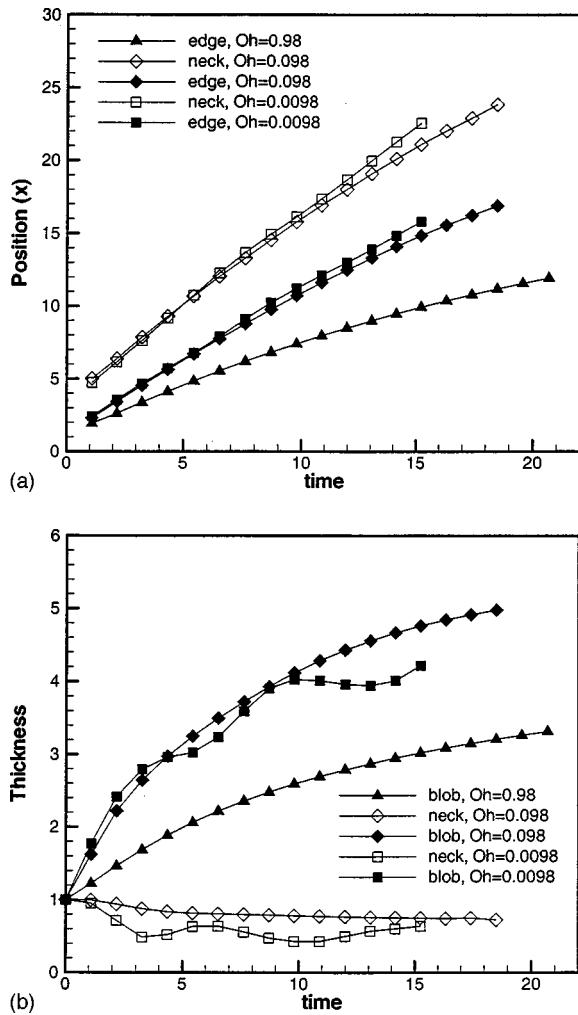 30
25
20
15
10
5
0
Position (x)
edge, Oh=0.98
neck, Oh=0.098
edge, Oh=0.098
neck, Oh=0.0098
edge, Oh=0.0098
0 5 10 15 20
time
(a)
6
5
4
3
2
1
0
Thickness
blob, Oh=0.98
neck, Oh=0.098
blob, Oh=0.098
neck, Oh=0.0098
blob, Oh=0.0098
0 5 10 15 20
time
(b)